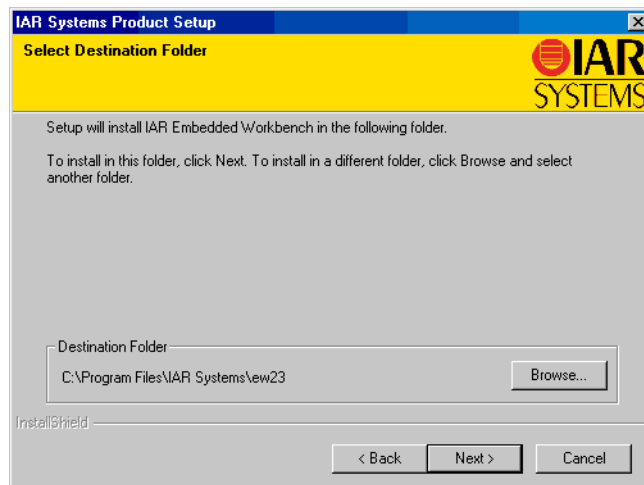 IAR Systems Product Setup
Select Destination Folder
IAR
SYSTEMS
Setup will install IAR Embedded Workbench in the following folder.
To install in this folder, click Next. To install in a different folder, click Browse and select
another folder.
Destination Folder
C:\Program Files\IAR Systems\ew23
Browse...
InstallShield
< Back
Next >
Cancel